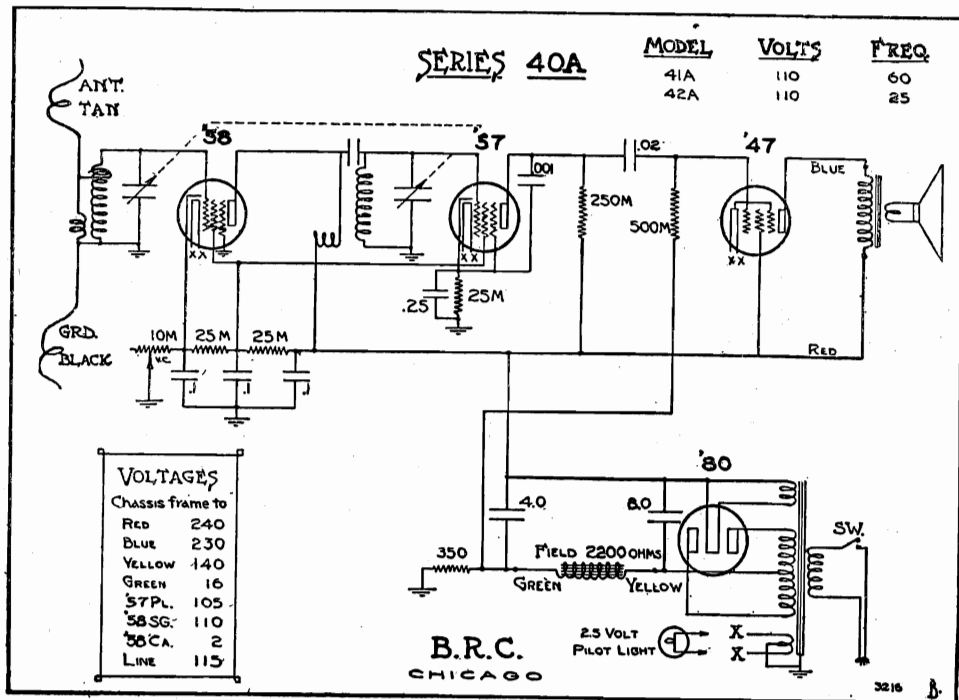 SERIES 40A
MODEL VOLTS FREQ.
41A 110 60
42A 110 25
ANT.
TAN
'58
'57
'47
.001
.02
BLUE
250M
500M
XX
XX
XX
.25
25M
GRD.
BLACK
10M
V.C.
25M
25M
.1
.1
.1
RED
VOLTAGES
Chassis frame to
RED 240
BLUE 230
YELLOW 140
GREEN 16
'57 PL. 105
'58 SG. 110
'58 CA. 2
LINE 115
'80
4.0
8.0
SW.
350
FIELD 2200 OHMS
GREEN
YELLOW
2.5 VOLT
PILOT LIGHT
X
X
B.R.C.
CHICAGO
3216
B.